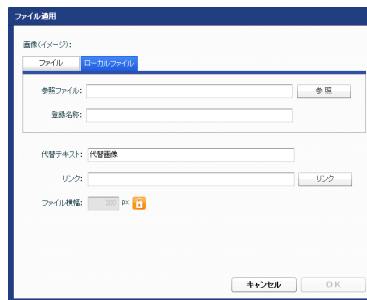 ファイル適用
画像(イメージ):
ファイル ローカルファイル
参照ファイル: 参照
登録名称:
代替テキスト: 代替画像
リンク: リンク
ファイル横幅: 200 px
キャンセル OK